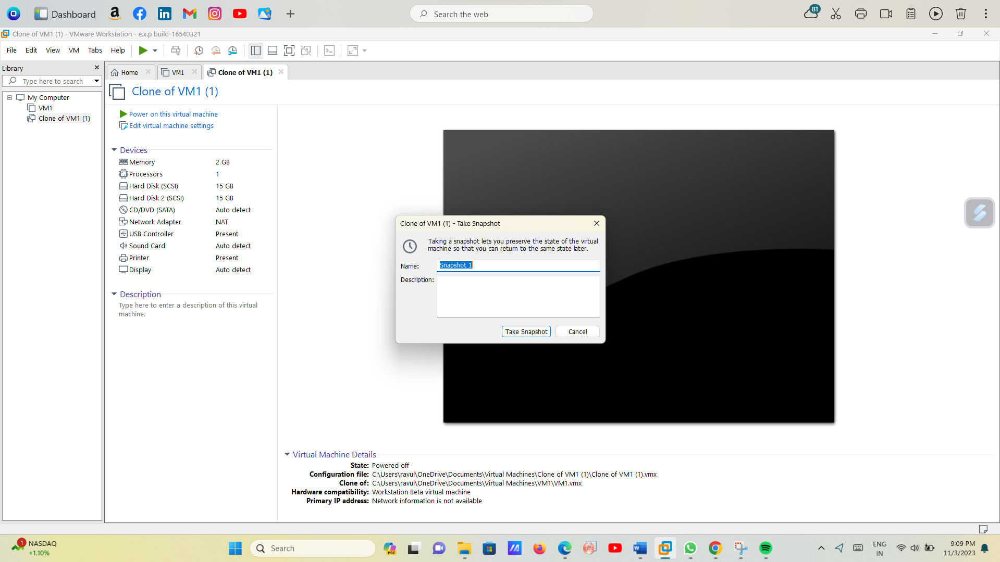 Dashboard
Search the web
81
Clone of VM1 (1) - VMware Workstation - e.x.p build-16540321
File Edit View VM Tabs Help
Library
Type here to search
My Computer
VM1
Clone of VM1 (1)
Home
VM1
Clone of VM1 (1)
Clone of VM1 (1)
Power on this virtual machine
Edit virtual machine settings
Devices
Memory 2 GB
Processors 1
Hard Disk (SCSI) 15 GB
Hard Disk 2 (SCSI) 15 GB
CD/DVD (SATA) Auto detect
Network Adapter NAT
USB Controller Present
Sound Card Auto detect
Printer Present
Display Auto detect
Description
Type here to enter a description of this virtual
machine.
Clone of VM1 (1) - Take Snapshot
Taking a snapshot lets you preserve the state of the virtual
machine so that you can return to the same state later.
Name: Snapshot 1
Description:
Take Snapshot Cancel
Virtual Machine Details
State: Powered off
Configuration file: C:\Users\ravul\OneDrive\Documents\Virtual Machines\Clone of VM1 (1)\Clone of VM1 (1).vmx
Clone of: C:\Users\ravul\OneDrive\Documents\Virtual Machines\VM1\VM1.vmx
Hardware compatibility: Workstation Beta virtual machine
Primary IP address: Network information is not available
1
NASDAQ
+1.10%
Search
PRE
ENG
IN
9:09 PM
11/3/2023